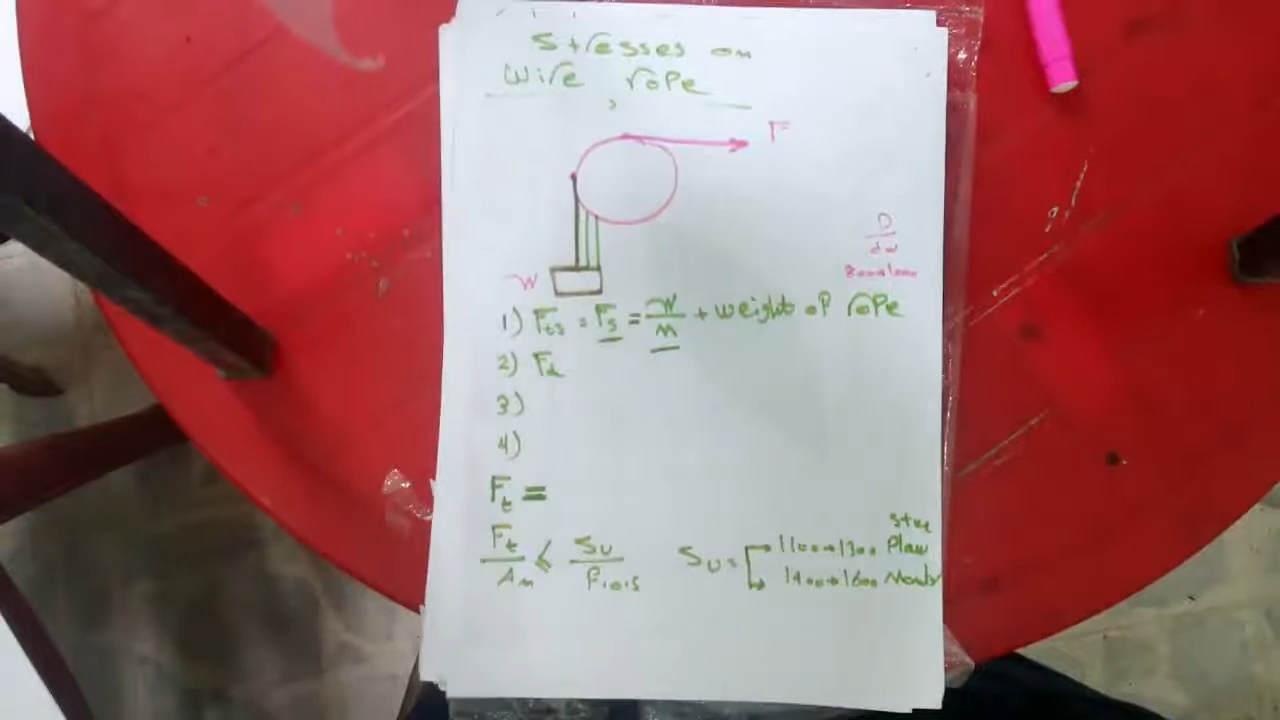 Stresses on
wire rope
F
D
dw
W
1) Fts = Fs = W/m + weight of rope
2) Fd
3)
4)
Ft =
Ft/Am ≤ Su/F.o.s Su =
1100→1300 Plow
1400→1600